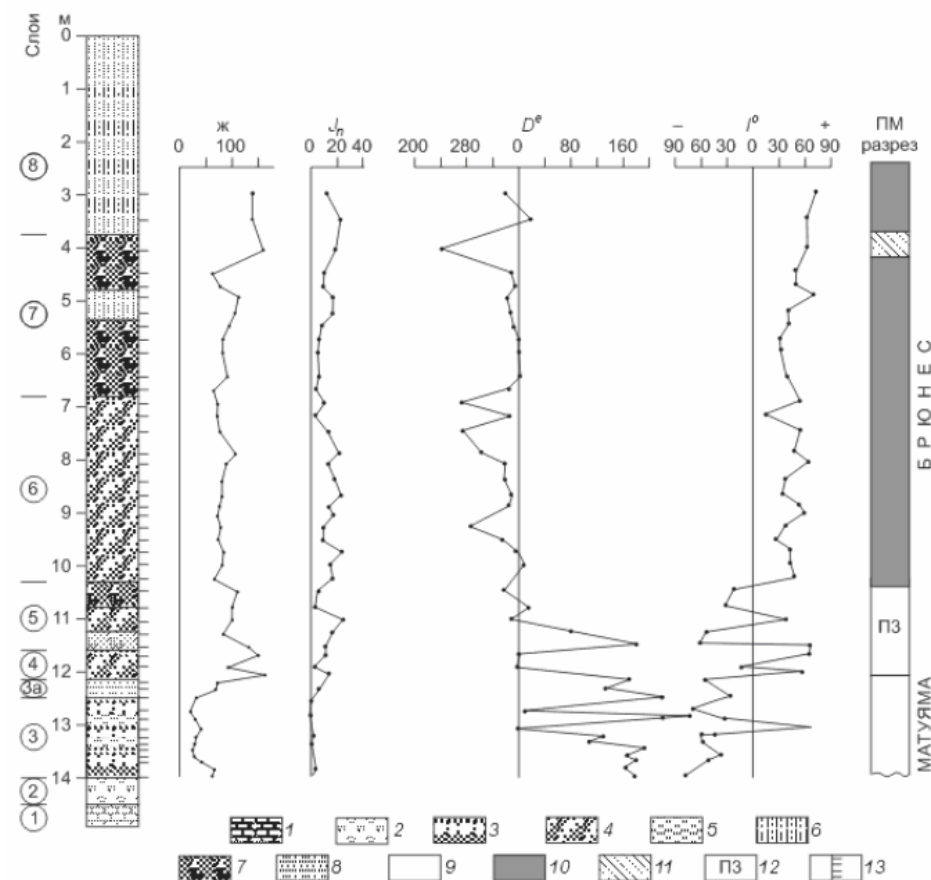 Слои
м
0
1
2
3
4
5
6
7
8
9
10
11
12
13
14
8
7
6
5
4
3а
3
2
1
ж
0 100
Jn
0 20 40
De
200 0 80 160
– Io +
90 60 30 0 30 60 90
ПМ
разрез
ПЗ
БРЮНЕС
МАТУЯМА
1 2 3 4 5 6
7 8 9 10 11 ПЗ 12 13